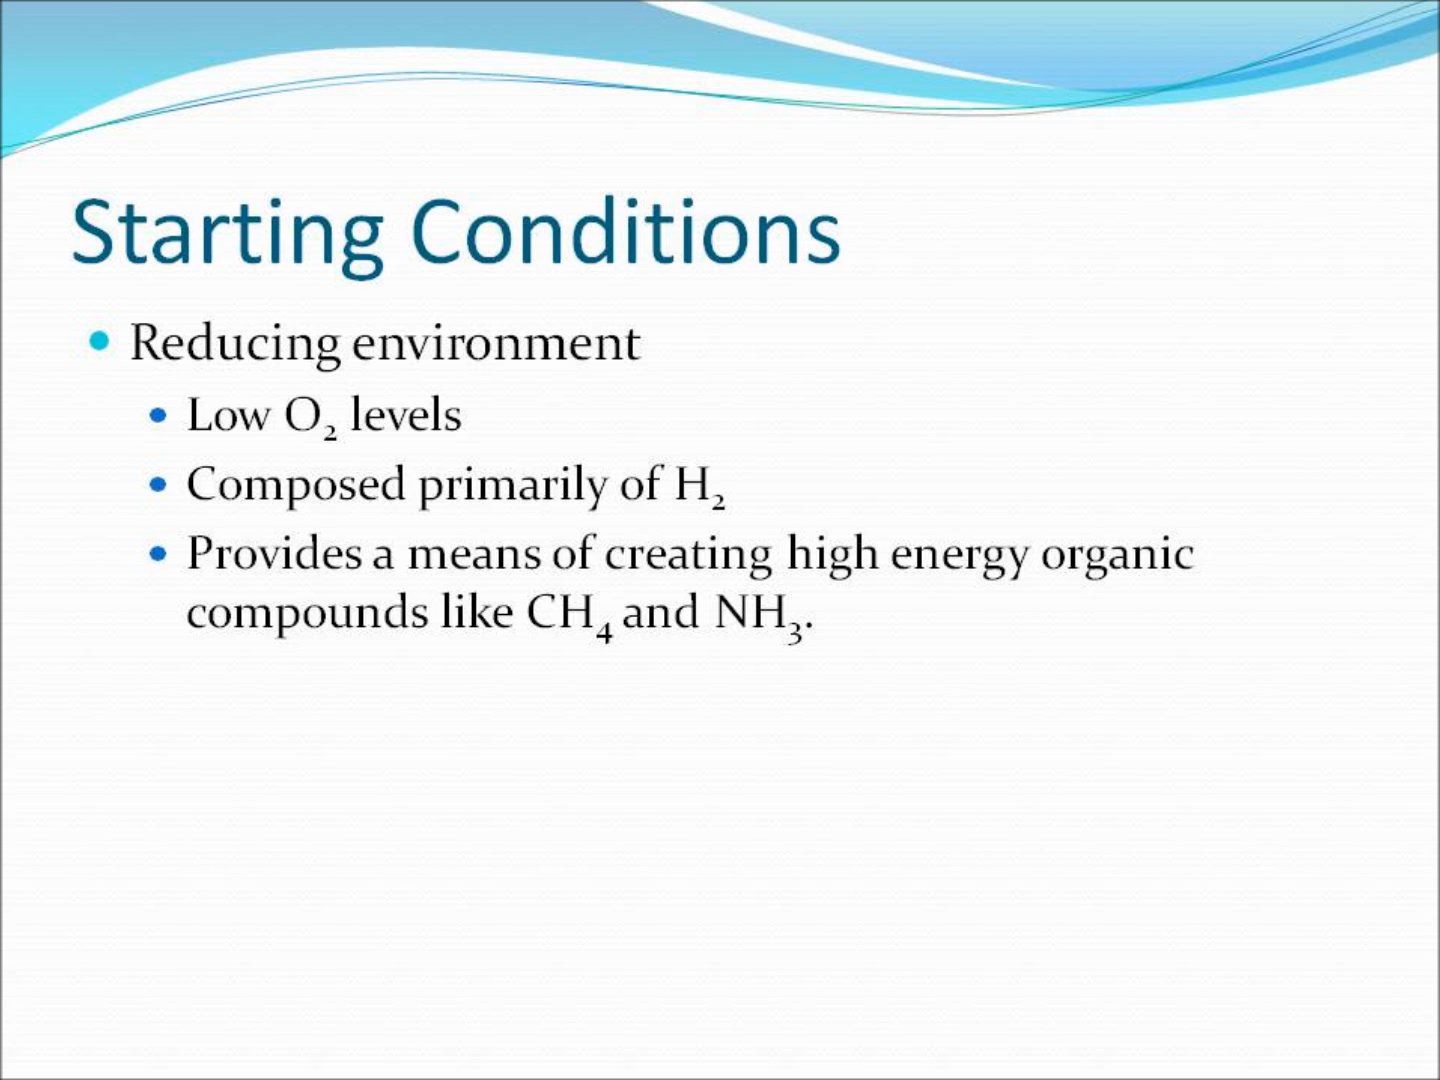 Starting Conditions
Reducing environment
Low O₂ levels
Composed primarily of H₂
Provides a means of creating high energy organic
compounds like CH₄ and NH₃.